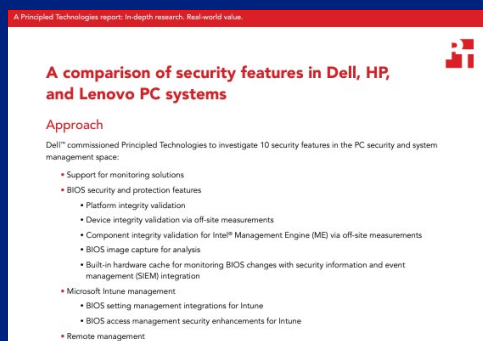 A Principled Technologies report: In-depth research. Real-world value.
A comparison of security features in Dell, HP,
and Lenovo PC systems
Approach
Dell™ commissioned Principled Technologies to investigate 10 security features in the PC security and system
management space:
• Support for monitoring solutions
• BIOS security and protection features
• Platform integrity validation
• Device integrity validation via off-site measurements
• Component integrity validation for Intel® Management Engine (ME) via off-site measurements
• BIOS image capture for analysis
• Built-in hardware cache for monitoring BIOS changes with security information and event
management (SIEM) integration
• Microsoft Intune management
• BIOS setting management integrations for Intune
• BIOS access management security enhancements for Intune
• Remote management